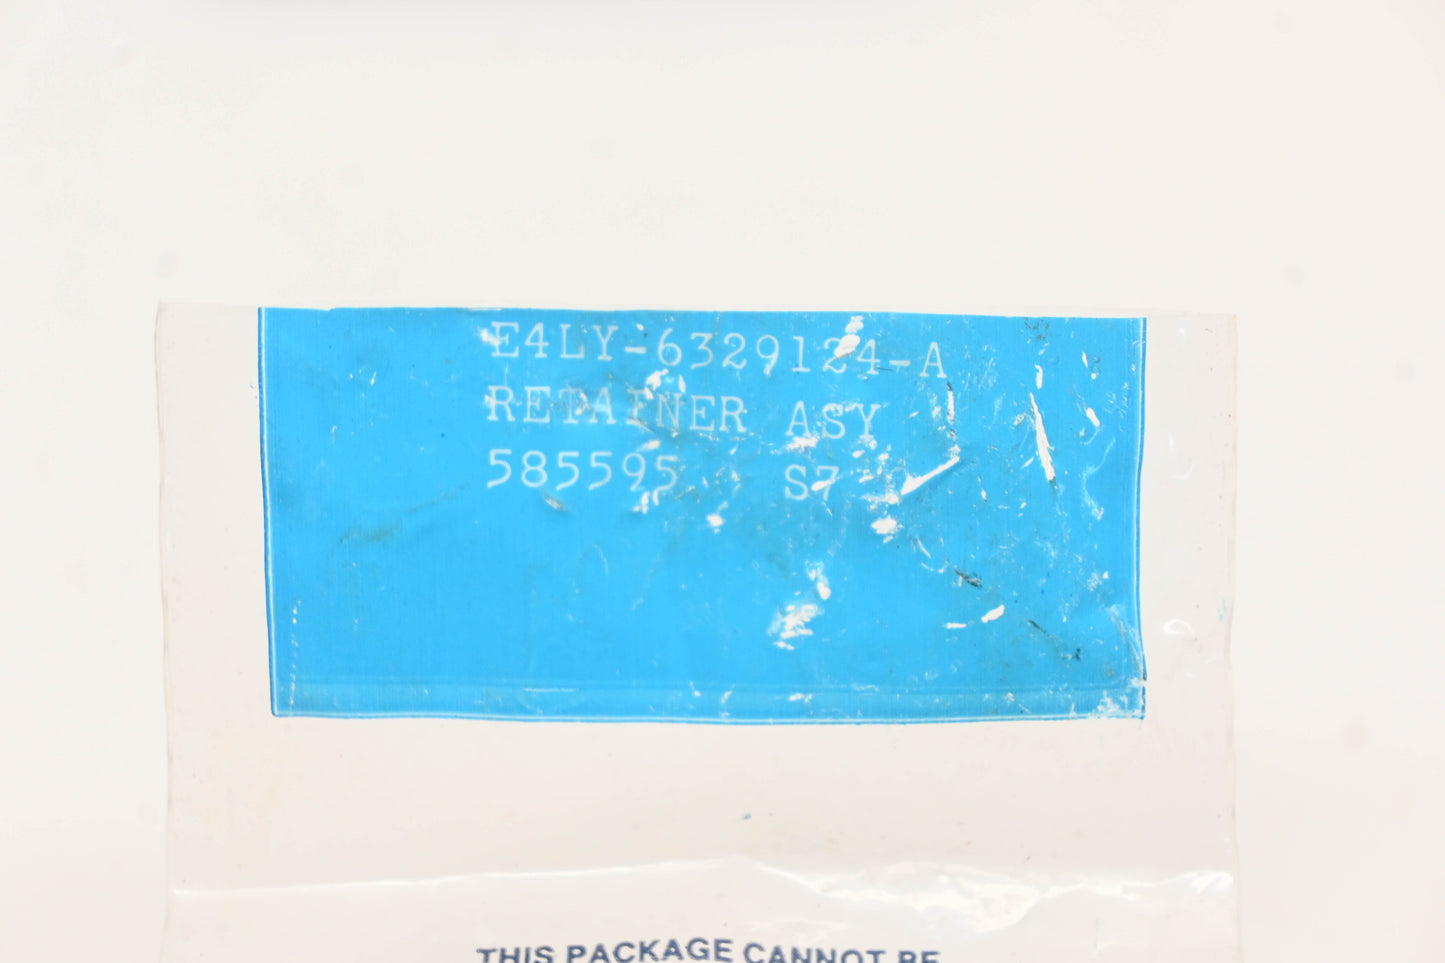 E4LY-6329124-A
RETAINER ASY
585595 S7
THIS PACKAGE CANNOT BE